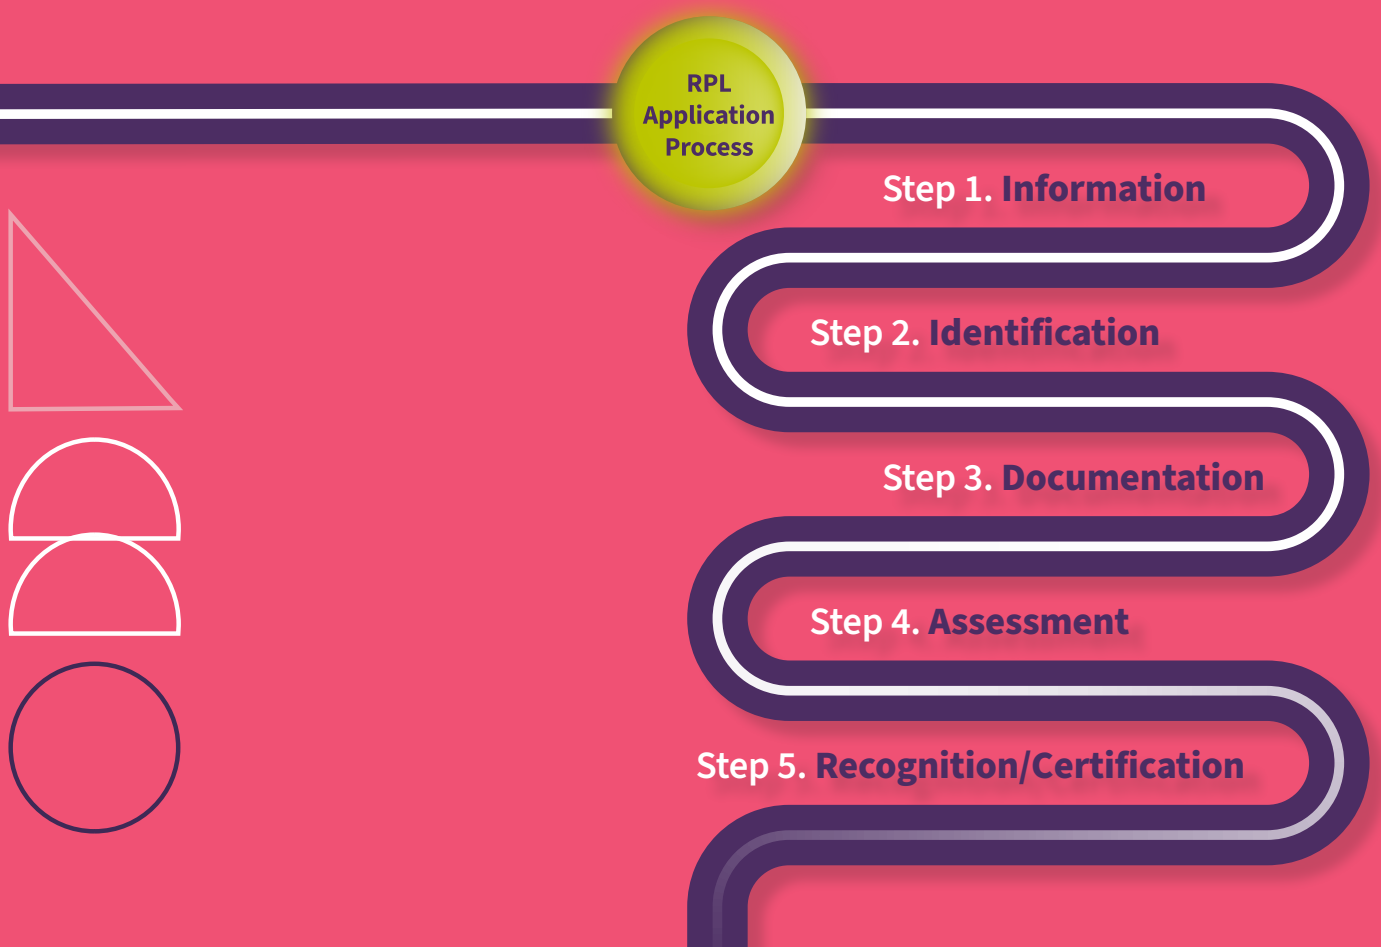 RPL
Application
Process
Step 1. Information
Step 2. Identification
Step 3. Documentation
Step 4. Assessment
Step 5. Recognition/Certification